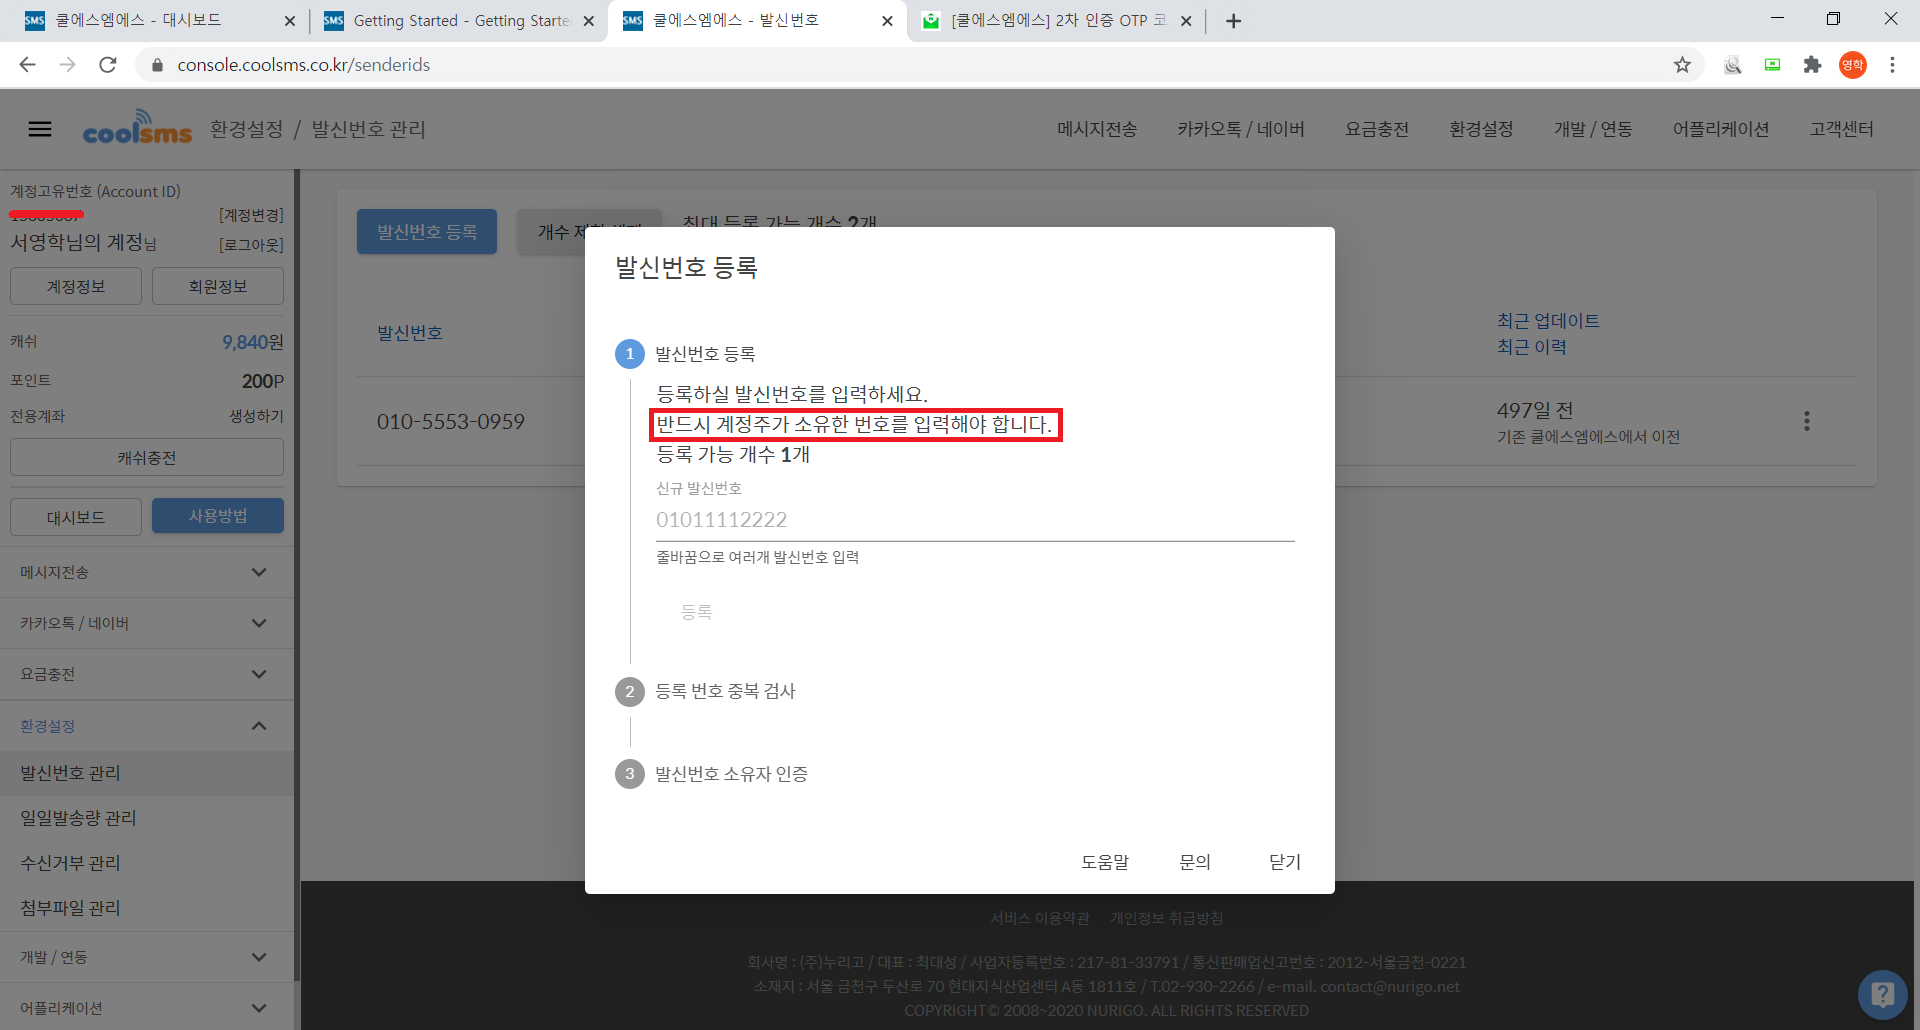 쿨에스엠에스 - 대시보드
Getting Started - Getting Starte
쿨에스엠에스 - 발신번호
[쿨에스엠에스] 2차 인증 OTP 코
console.coolsms.co.kr/senderids
영학
coolsms
환경설정 / 발신번호 관리
메시지전송
카카오톡 / 네이버
요금충전
환경설정
개발 / 연동
어플리케이션
고객센터
계정고유번호 (Account ID)
[계정변경]
서영학님의 계정님
[로그아웃]
계정정보
회원정보
캐쉬
9,840원
포인트
200P
전용계좌
생성하기
캐쉬충전
대시보드
사용방법
메시지전송
카카오톡 / 네이버
요금충전
환경설정
발신번호 관리
일일발송량 관리
수신거부 관리
첨부파일 관리
개발 / 연동
어플리케이션
발신번호 등록
개수 제한
최대 등록 가능 개수 2개
발신번호
최근 업데이트
최근 이력
010-5553-0959
497일 전
기존 쿨에스엠에스에서 이전
발신번호 등록
1
발신번호 등록
등록하실 발신번호를 입력하세요.
반드시 계정주가 소유한 번호를 입력해야 합니다.
등록 가능 개수 1개
신규 발신번호
01011112222
줄바꿈으로 여러개 발신번호 입력
등록
2
등록 번호 중복 검사
3
발신번호 소유자 인증
도움말
문의
닫기
서비스 이용약관
개인정보 취급방침
회사명 : (주)누리고 / 대표 : 최대성 / 사업자등록번호 : 217-81-33791 / 통신판매업신고번호 : 2012-서울금천-0221
소재지 : 서울 금천구 두산로 70 현대지식산업센터 A동 1811호 / T.02-930-2266 / e-mail. contact@nurigo.net
COPYRIGHT© 2008~2020 NURIGO. ALL RIGHTS RESERVED